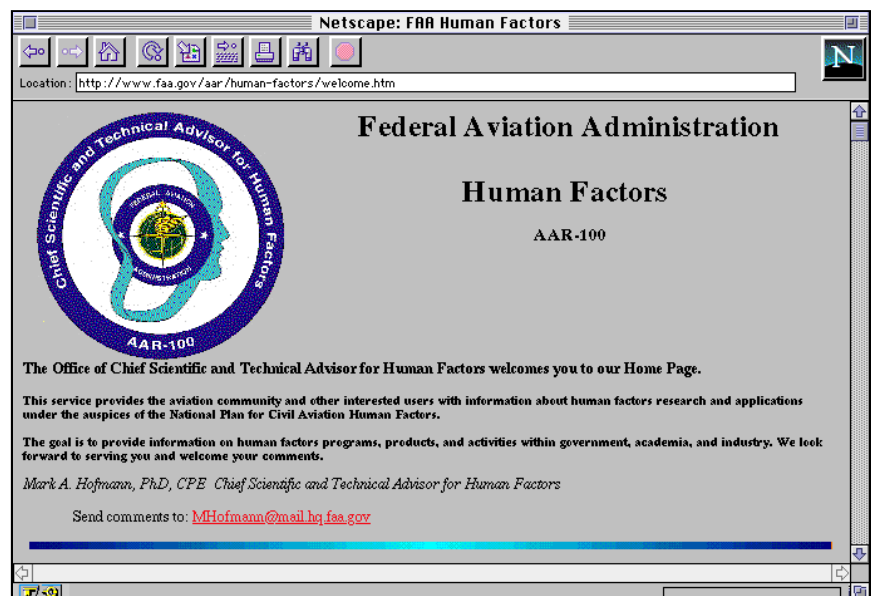 Netscape: FAA Human Factors
N
Location: http://www.faa.gov/aar/human-factors/welcome.htm
Chief Scientific and Technical Advisor for Human Factors
FEDERAL AVIATION
ADMINISTRATION
AAR-100
Federal Aviation Administration
Human Factors
AAR-100
The Office of Chief Scientific and Technical Advisor for Human Factors welcomes you to our Home Page.
This service provides the aviation community and other interested users with information about human factors research and applications
under the auspices of the National Plan for Civil Aviation Human Factors.
The goal is to provide information on human factors programs, products, and activities within government, academia, and industry. We look
forward to serving you and welcome your comments.
Mark A. Hofmann, PhD, CPE Chief Scientific and Technical Advisor for Human Factors
Send comments to: MHofmann@mail.hq.faa.gov